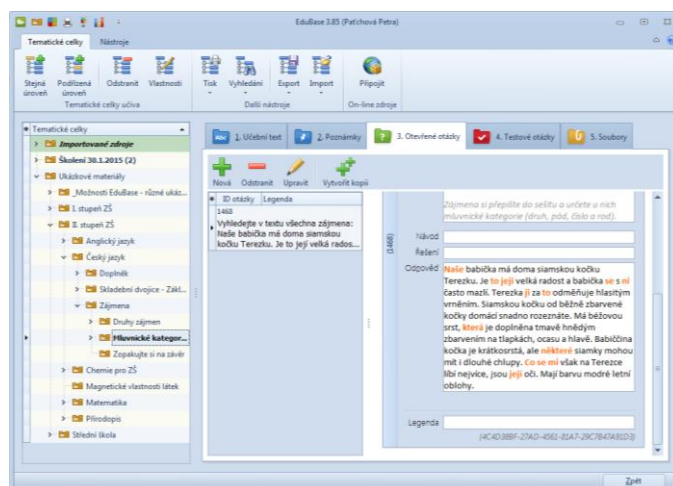 EduBase 3.85 (Paťchová Petra)
Tematické celky Nástroje
Stejná úroveň
Podřízená úroveň
Odstranit
Vlastnosti
Tisk
Vyhledání
Export
Import
Připojit
Tematické celky učiva
Další nástroje
On-line zdroje
Tematické celky
Importované zdroje
Školení 30.1.2015 (2)
Ukázkové materiály
_Možnosti EduBase - různé ukáz...
I. stupeň ZŠ
II. stupeň ZŠ
Anglický jazyk
Český jazyk
Doplněk
Skladební dvojice - Zákl...
Zájmena
Druhy zájmen
Mluvnické kategor...
Zopakujte si na závěr
Chemie pro ZŠ
Magnetické vlastnosti látek
Matematika
Přírodopis
Střední škola
1. Učební text
2. Poznámky
3. Otevřené otázky
4. Testové otázky
5. Soubory
Nová
Odstranit
Upravit
Vytvořit kopii
ID otázky Legenda
1468
Vyhledejte v textu všechna zájmena:
Naše babička má doma siamskou
kočku Terezku. Je to její velká rados...
(1468)
Zájmena si přepište do sešitu a určete u nich
mluvnické kategorie (druh, pád, číslo a rod).
Návod
Řešení
Odpověď
Naše babička má doma siamskou kočku
Terezku. Je to její velká radost a babička se s ní
často mazlí. Terezka jí za to odměňuje hlasitým
vrněním. Siamskou kočku od běžně zbarvené
kočky domácí snadno rozeznáte. Má béžovou
srst, která je doplněna tmavě hnědým
zbarvením na tlapkách, ocasu a hlavě. Babiččina
kočka je krátkosrstá, ale některé siamky mohou
mít i dlouhé chlupy. Co se mi však na Terezce
líbí nejvíce, jsou její oči. Mají barvu modré letní
oblohy.
Legenda
Zpět